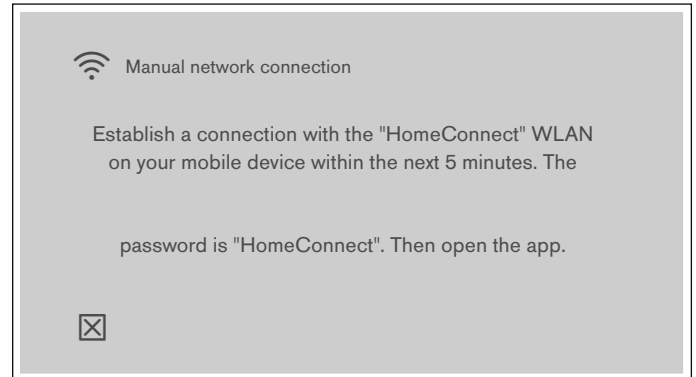 Manual network connection
Establish a connection with the "HomeConnect" WLAN
on your mobile device within the next 5 minutes. The
password is "HomeConnect". Then open the app.